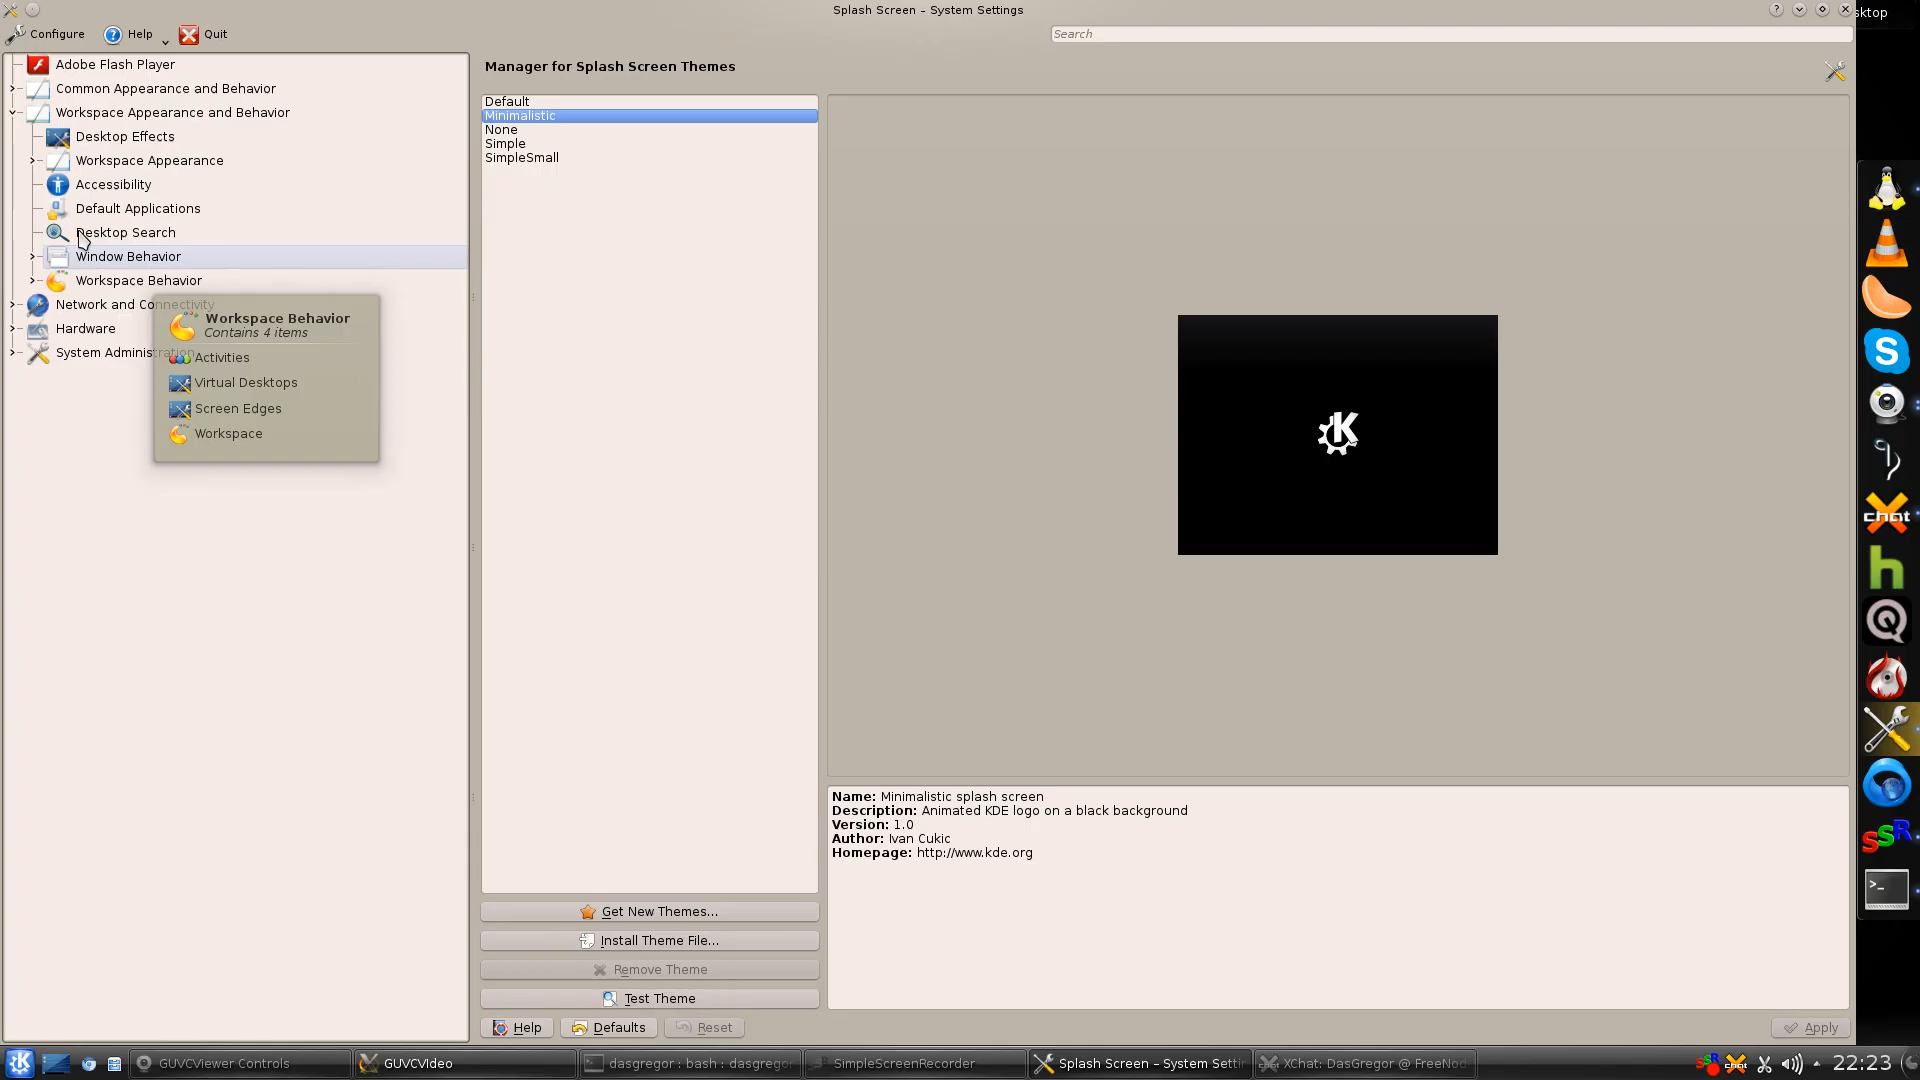 Splash Screen – System Settings
sktop
Configure
Help
Quit
Search
Adobe Flash Player
Common Appearance and Behavior
Workspace Appearance and Behavior
Desktop Effects
Workspace Appearance
Accessibility
Default Applications
Desktop Search
Window Behavior
Workspace Behavior
Network and Connectivity
Hardware
System Administration
Workspace Behavior
Contains 4 items
Activities
Virtual Desktops
Screen Edges
Workspace
Manager for Splash Screen Themes
Default
Minimalistic
None
Simple
SimpleSmall
Get New Themes...
Install Theme File...
Remove Theme
Test Theme
Help
Defaults
Reset
Name: Minimalistic splash screen
Description: Animated KDE logo on a black background
Version: 1.0
Author: Ivan Cukic
Homepage: http://www.kde.org
Apply
S
chat
h
SSR
>_
GUVCViewer Controls
GUVCVideo
dasgregor : bash : dasgrego
SimpleScreenRecorder
Splash Screen – System Setti
XChat: DasGregor @ FreeNod
22:23